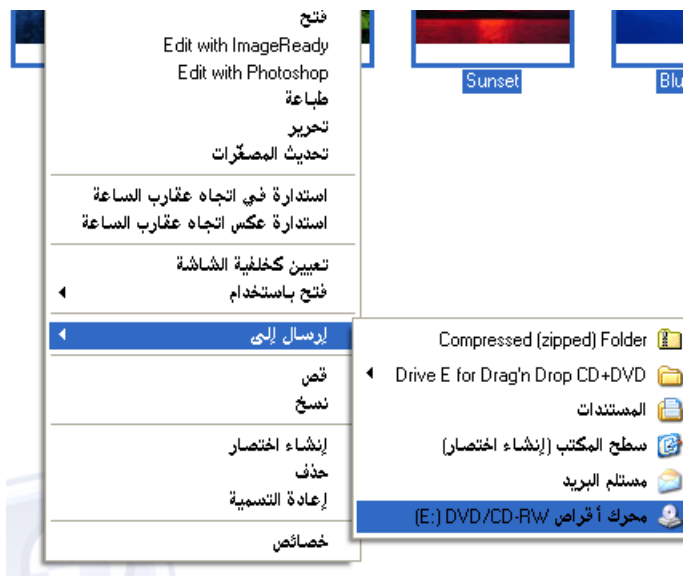 فتح
Edit with ImageReady
Edit with Photoshop
طباعة
تحرير
تحديث المصغّرات
استدارة في اتجاه عقارب الساعة
استدارة عكس اتجاه عقارب الساعة
تعيين كخلفية الشاشة
فتح باستخدام
إرسال إلى
قص
نسخ
إنشاء اختصار
حذف
إعادة التسمية
خصائص
Compressed (zipped) Folder
Drive E for Drag'n Drop CD+DVD
المستندات
سطح المكتب (إنشاء اختصار)
مستلم البريد
محرك أقراص DVD/CD-RW (E:)
Sunset
Blu